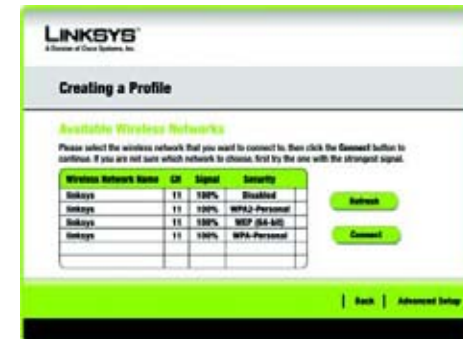 LINKSYS
A Division of Cisco Systems, Inc.
Creating a Profile
Available Wireless Networks
Please select the wireless network that you want to connect to, then click the Connect button to
continue. If you are not sure which network to choose, first try the one with the strongest signal.
Wireless Network Name CH Signal Security
linksys 11 100% Disabled
linksys 11 100% WPA2-Personal
linksys 11 100% WEP (64-bit)
linksys 11 100% WPA-Personal
Refresh
Connect
Back Advanced Setup